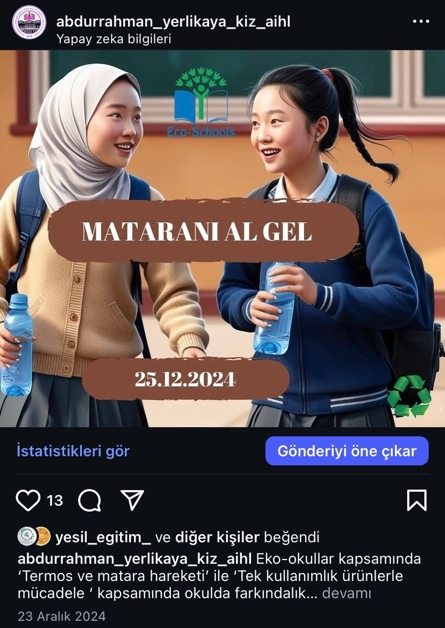 abdurrahman_yerlikaya_kiz_aihl
Yapay zeka bilgileri
Eco-Schools
MATARANI AL GEL
25.12.2024
İstatistikleri gör
Gönderiyi öne çıkar
13
yesil_egitim_ ve diğer kişiler beğendi
abdurrahman_yerlikaya_kiz_aihl Eco-okullar kapsamında
‘Termos ve matara hareketi’ ile ‘Tek kullanımlık ürünlerle
mücadele ‘ kapsamında okulda farkındalık... devamı
23 Aralık 2024